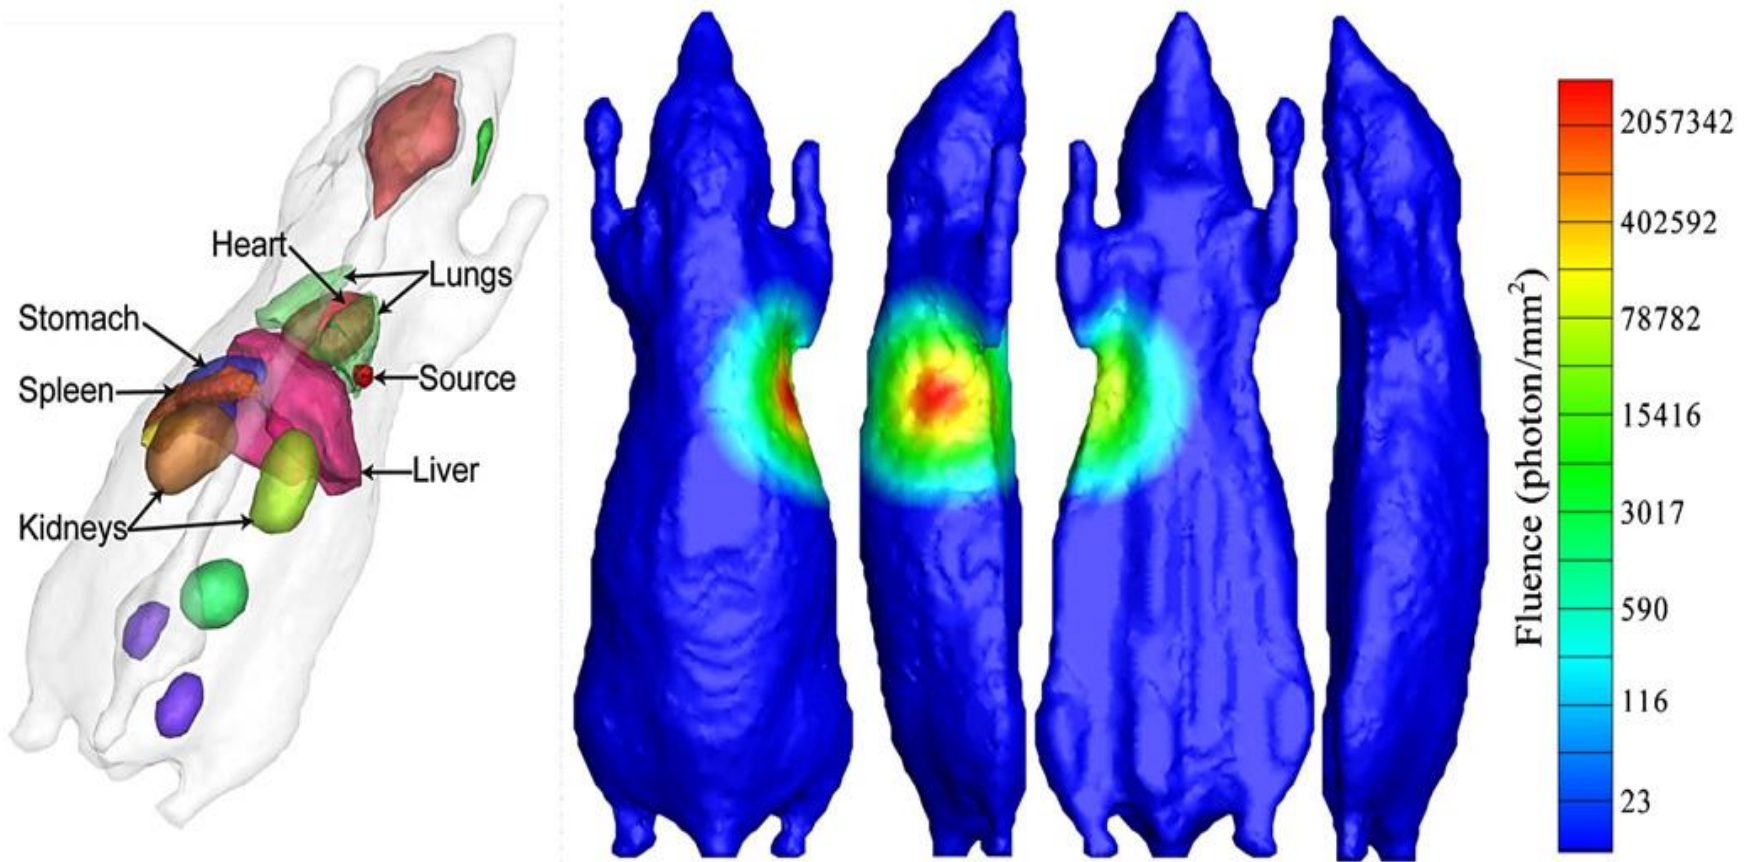 Heart
Lungs
Stomach
Spleen
Source
Liver
Kidneys
Fluence (photon/mm²)
2057342
402592
78782
15416
3017
590
116
23